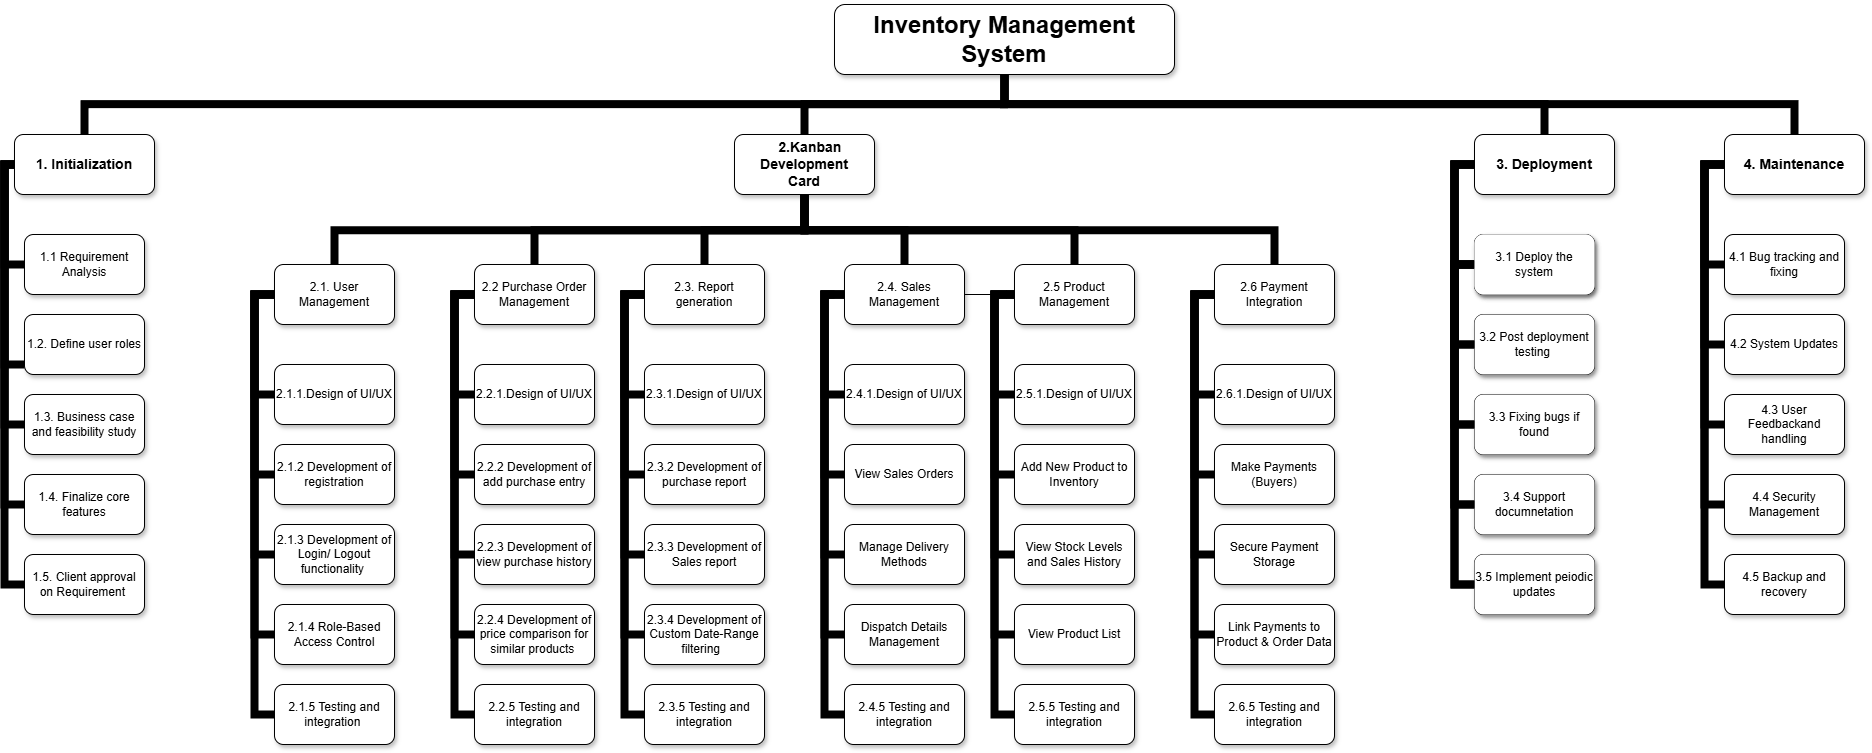 Inventory Management
System
1. Initialization
2.Kanban
Development
Card
3. Deployment
4. Maintenance
1.1 Requirement
Analysis
1.2. Define user roles
1.3. Business case
and feasibility study
1.4. Finalize core
features
1.5. Client approval
on Requirement
2.1. User
Management
2.1.1.Design of UI/UX
2.1.2 Development of
registration
2.1.3 Development of
Login/ Logout
functionality
2.1.4 Role-Based
Access Control
2.1.5 Testing and
integration
2.2 Purchase Order
Management
2.2.1.Design of UI/UX
2.2.2 Development of
add purchase entry
2.2.3 Development of
view purchase history
2.2.4 Development of
price comparison for
similar products
2.2.5 Testing and
integration
2.3. Report
generation
2.3.1.Design of UI/UX
2.3.2 Development of
purchase report
2.3.3 Development of
Sales report
2.3.4 Development of
Custom Date-Range
filtering
2.3.5 Testing and
integration
2.4. Sales
Management
2.4.1.Design of UI/UX
View Sales Orders
Manage Delivery
Methods
Dispatch Details
Management
2.4.5 Testing and
integration
2.5 Product
Management
2.5.1.Design of UI/UX
Add New Product to
Inventory
View Stock Levels
and Sales History
View Product List
2.5.5 Testing and
integration
2.6 Payment
Integration
2.6.1.Design of UI/UX
Make Payments
(Buyers)
Secure Payment
Storage
Link Payments to
Product & Order Data
2.6.5 Testing and
integration
3.1 Deploy the
system
3.2 Post deployment
testing
3.3 Fixing bugs if
found
3.4 Support
documnetation
3.5 Implement peiodic
updates
4.1 Bug tracking and
fixing
4.2 System Updates
4.3 User
Feedbackand
handling
4.4 Security
Management
4.5 Backup and
recovery